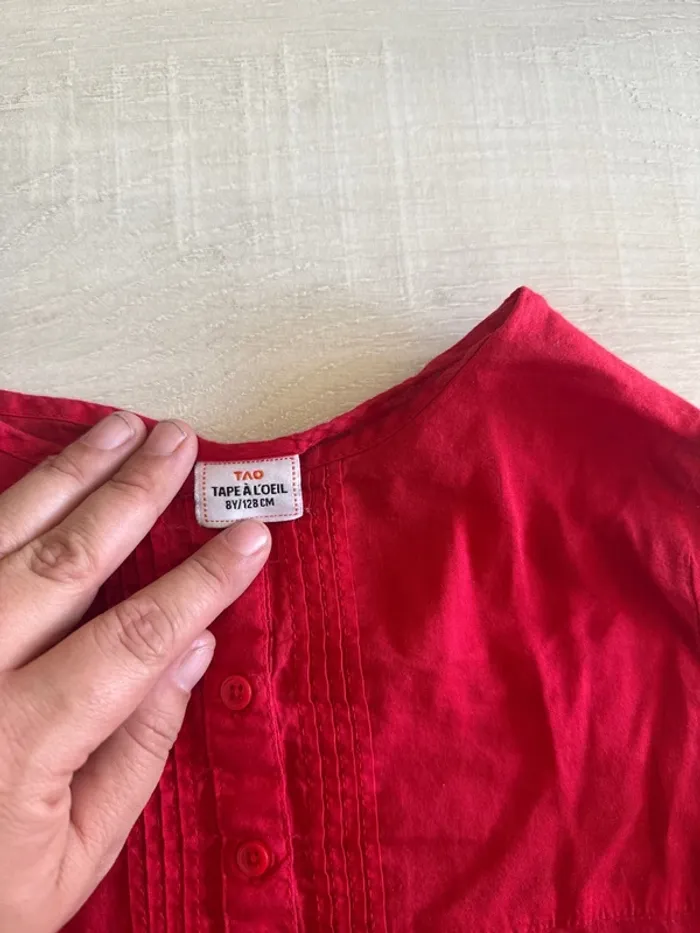 TAO
TAPE À L'OEIL
8Y/128 CM